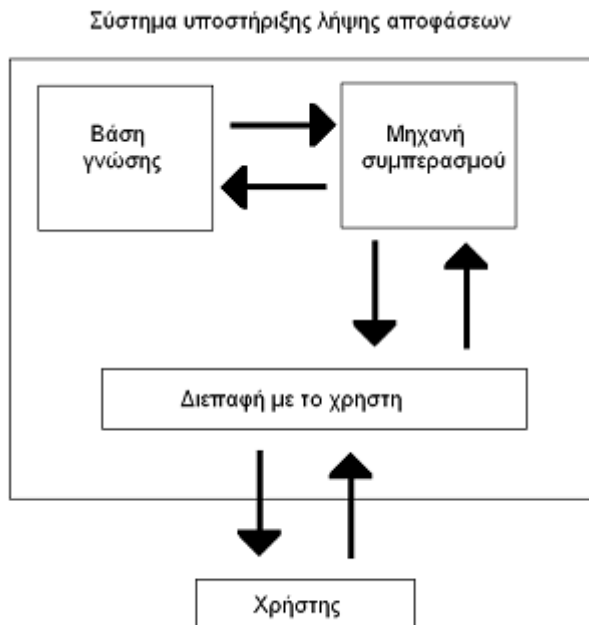 Σύστημα υποστήριξης λήψης αποφάσεων
Βάση
γνώσης
Μηχανή
συμπερασμού
Διεπαφή με το χρηστη
Χρήστης